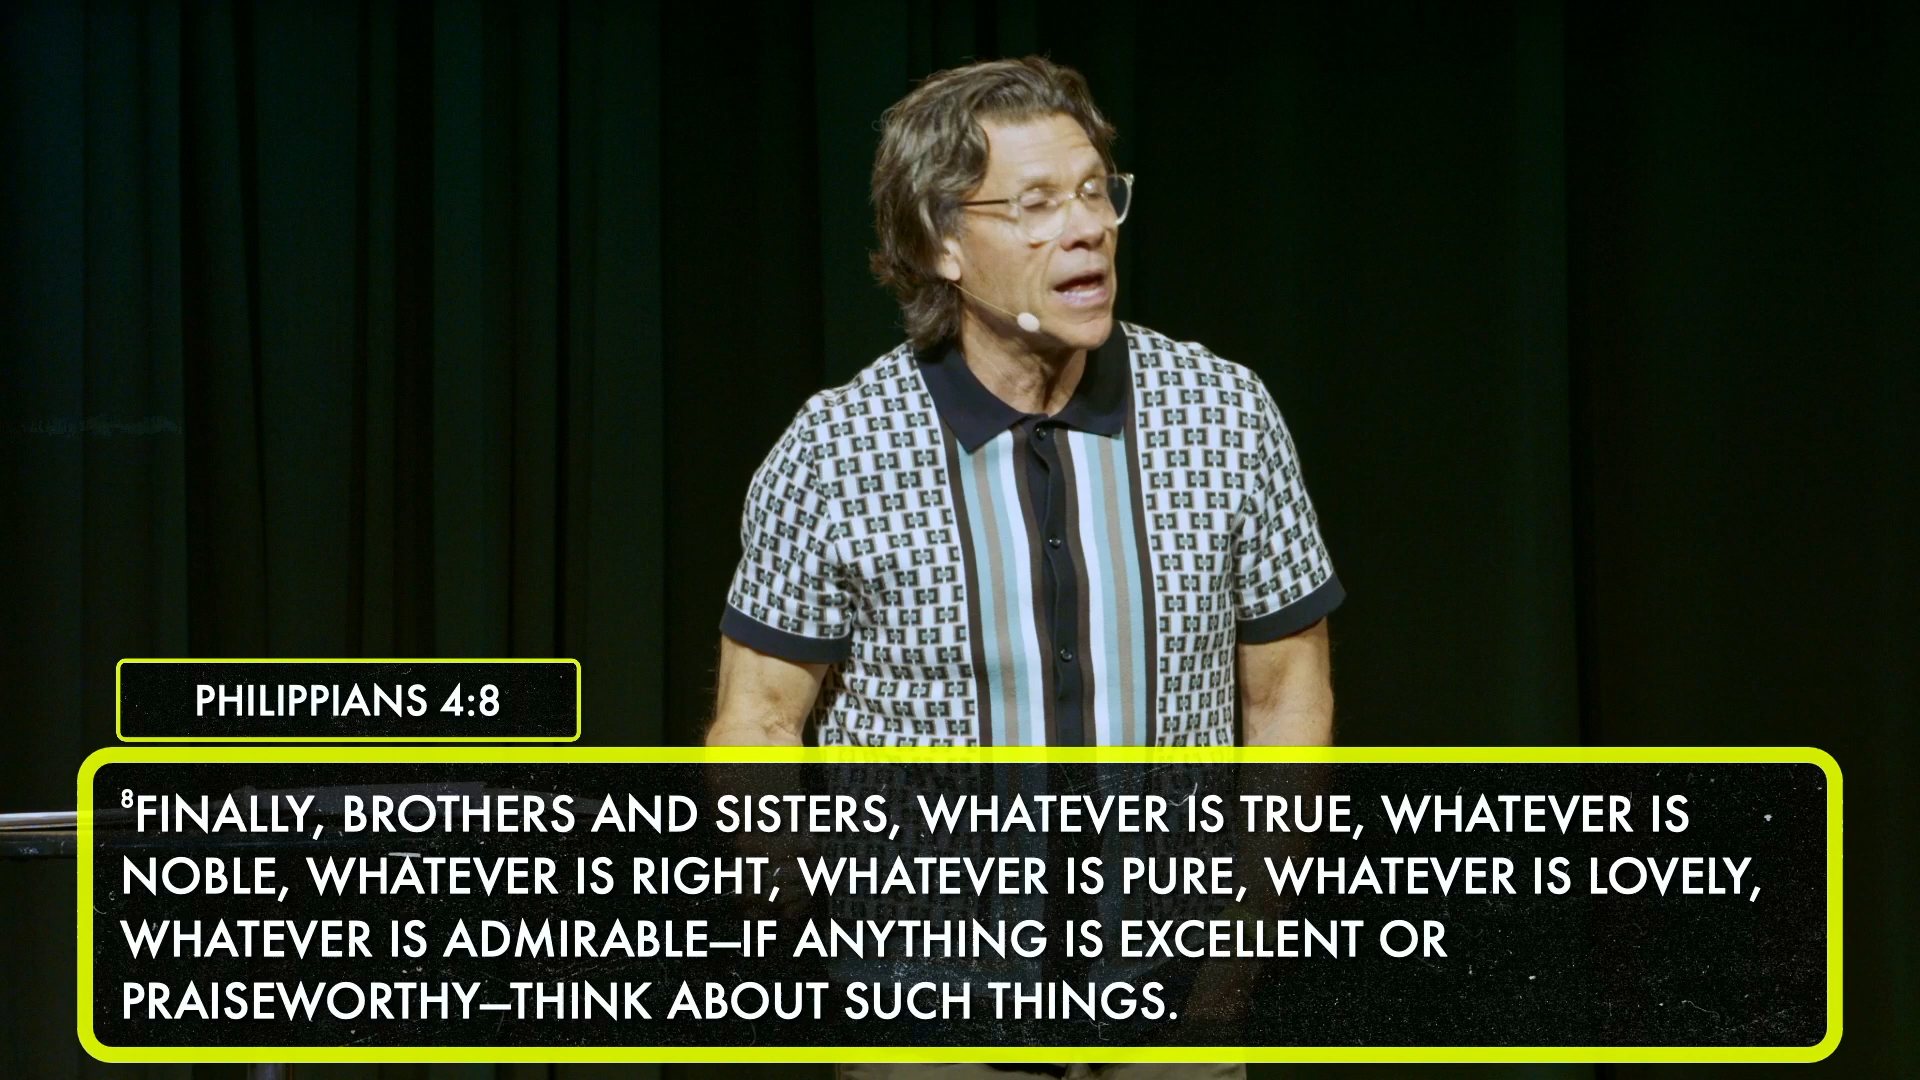 PHILIPPIANS 4:8
⁸FINALLY, BROTHERS AND SISTERS, WHATEVER IS TRUE, WHATEVER IS
NOBLE, WHATEVER IS RIGHT, WHATEVER IS PURE, WHATEVER IS LOVELY,
WHATEVER IS ADMIRABLE—IF ANYTHING IS EXCELLENT OR
PRAISEWORTHY—THINK ABOUT SUCH THINGS.